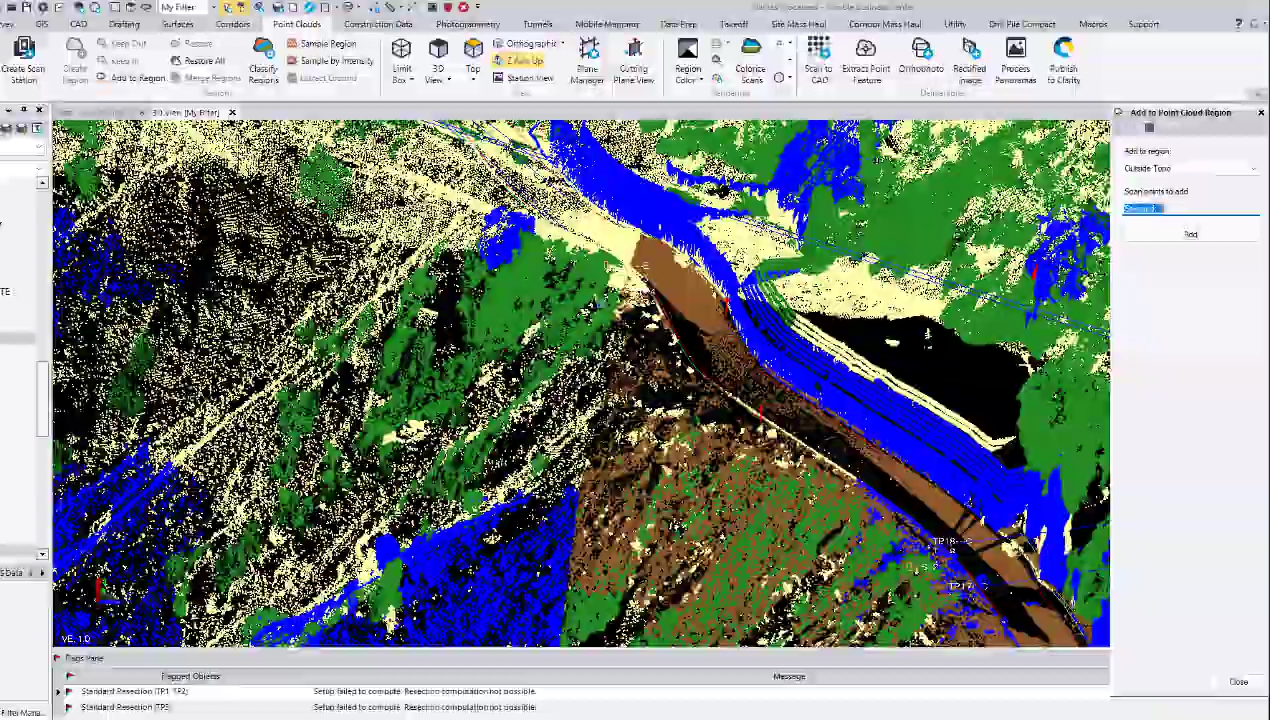 My Filter
GIS CAD Drafting Surfaces Corridors Point Clouds Construction Data Photogrammetry Tunnels Mobile Mapping Data Prep Takeoff Site Mass Haul Corridor Mass Haul Utility Drill Pile Compact Macros Support
Create Scan Station
Create Region
Keep Out
Keep In
Add to Region
Restore
Restore All
Merge Regions
Classify Regions
Sample Region
Sample by Intensity
Extract Ground
Limit Box
3D View
Top
Orthographic
Z Axis Up
Station View
Plane Manager
Cutting Plane View
Region Color
Colorize Scans
Scan to CAD
Extract Point Feature
Orthophoto
Rectified Image
Process Panoramas
Publish to Clarity
Regions View Rendering
3D View [My Filter]
Add to Point Cloud Region
Add to region:
Outside Topo
Scan points to add
Add
TP18
TP17
VE: 1.0
Flags Pane
Flagged Objects Message
Standard Resection (TP1, TP2) Setup failed to compute. Resection computation not possible.
Standard Resection (TP3 Setup failed to compute. Resection computation not possible.
Close